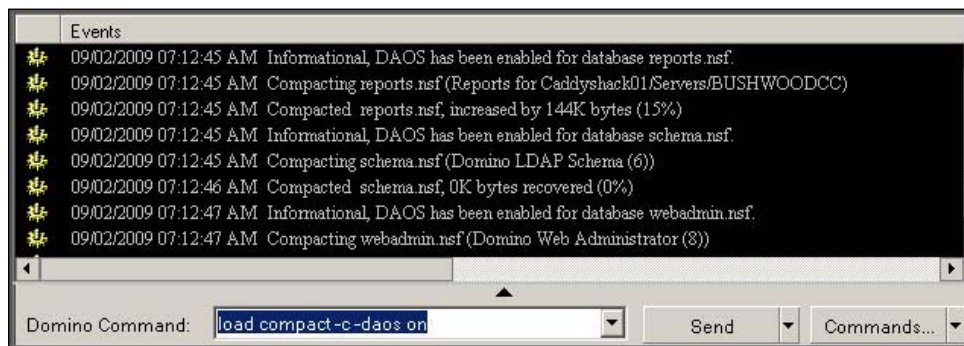 Events
09/02/2009 07:12:45 AM Informational, DAOS has been enabled for database reports.nsf.
09/02/2009 07:12:45 AM Compacting reports.nsf (Reports for Caddyshack01/Servers/BUSHWOODCC)
09/02/2009 07:12:45 AM Compacted reports.nsf, increased by 144K bytes (15%)
09/02/2009 07:12:45 AM Informational, DAOS has been enabled for database schema.nsf.
09/02/2009 07:12:45 AM Compacting schema.nsf (Domino LDAP Schema (6))
09/02/2009 07:12:46 AM Compacted schema.nsf, 0K bytes recovered (0%)
09/02/2009 07:12:47 AM Informational, DAOS has been enabled for database webadmin.nsf.
09/02/2009 07:12:47 AM Compacting webadmin.nsf (Domino Web Administrator (8))
Domino Command: load compact -c -daos on Send Commands...